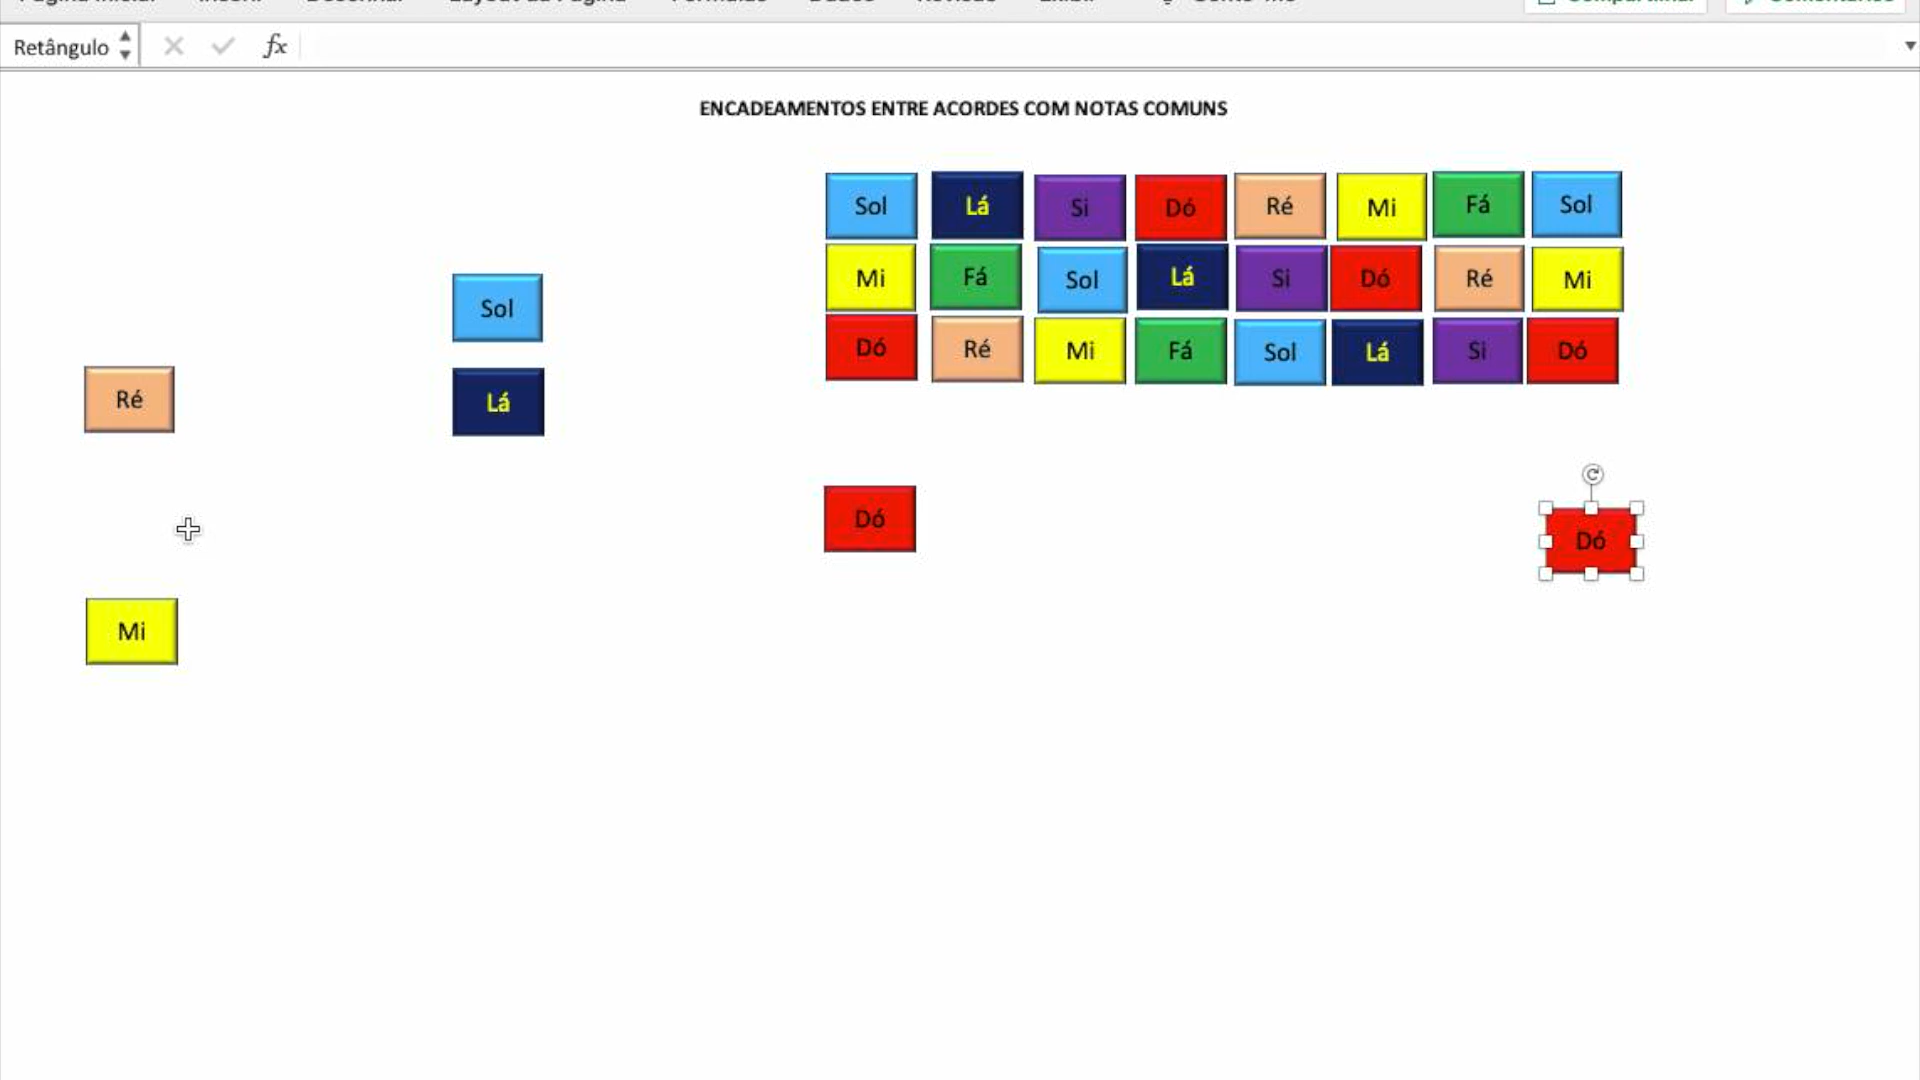 Retângulo fx
ENCADEAMENTOS ENTRE ACORDES COM NOTAS COMUNS
Sol Lá Si Dó Ré Mi Fá Sol
Mi Fá Sol Lá Si Dó Ré Mi
Dó Ré Mi Fá Sol Lá Si Dó
Sol
Ré
Lá
Dó
Dó
Mi